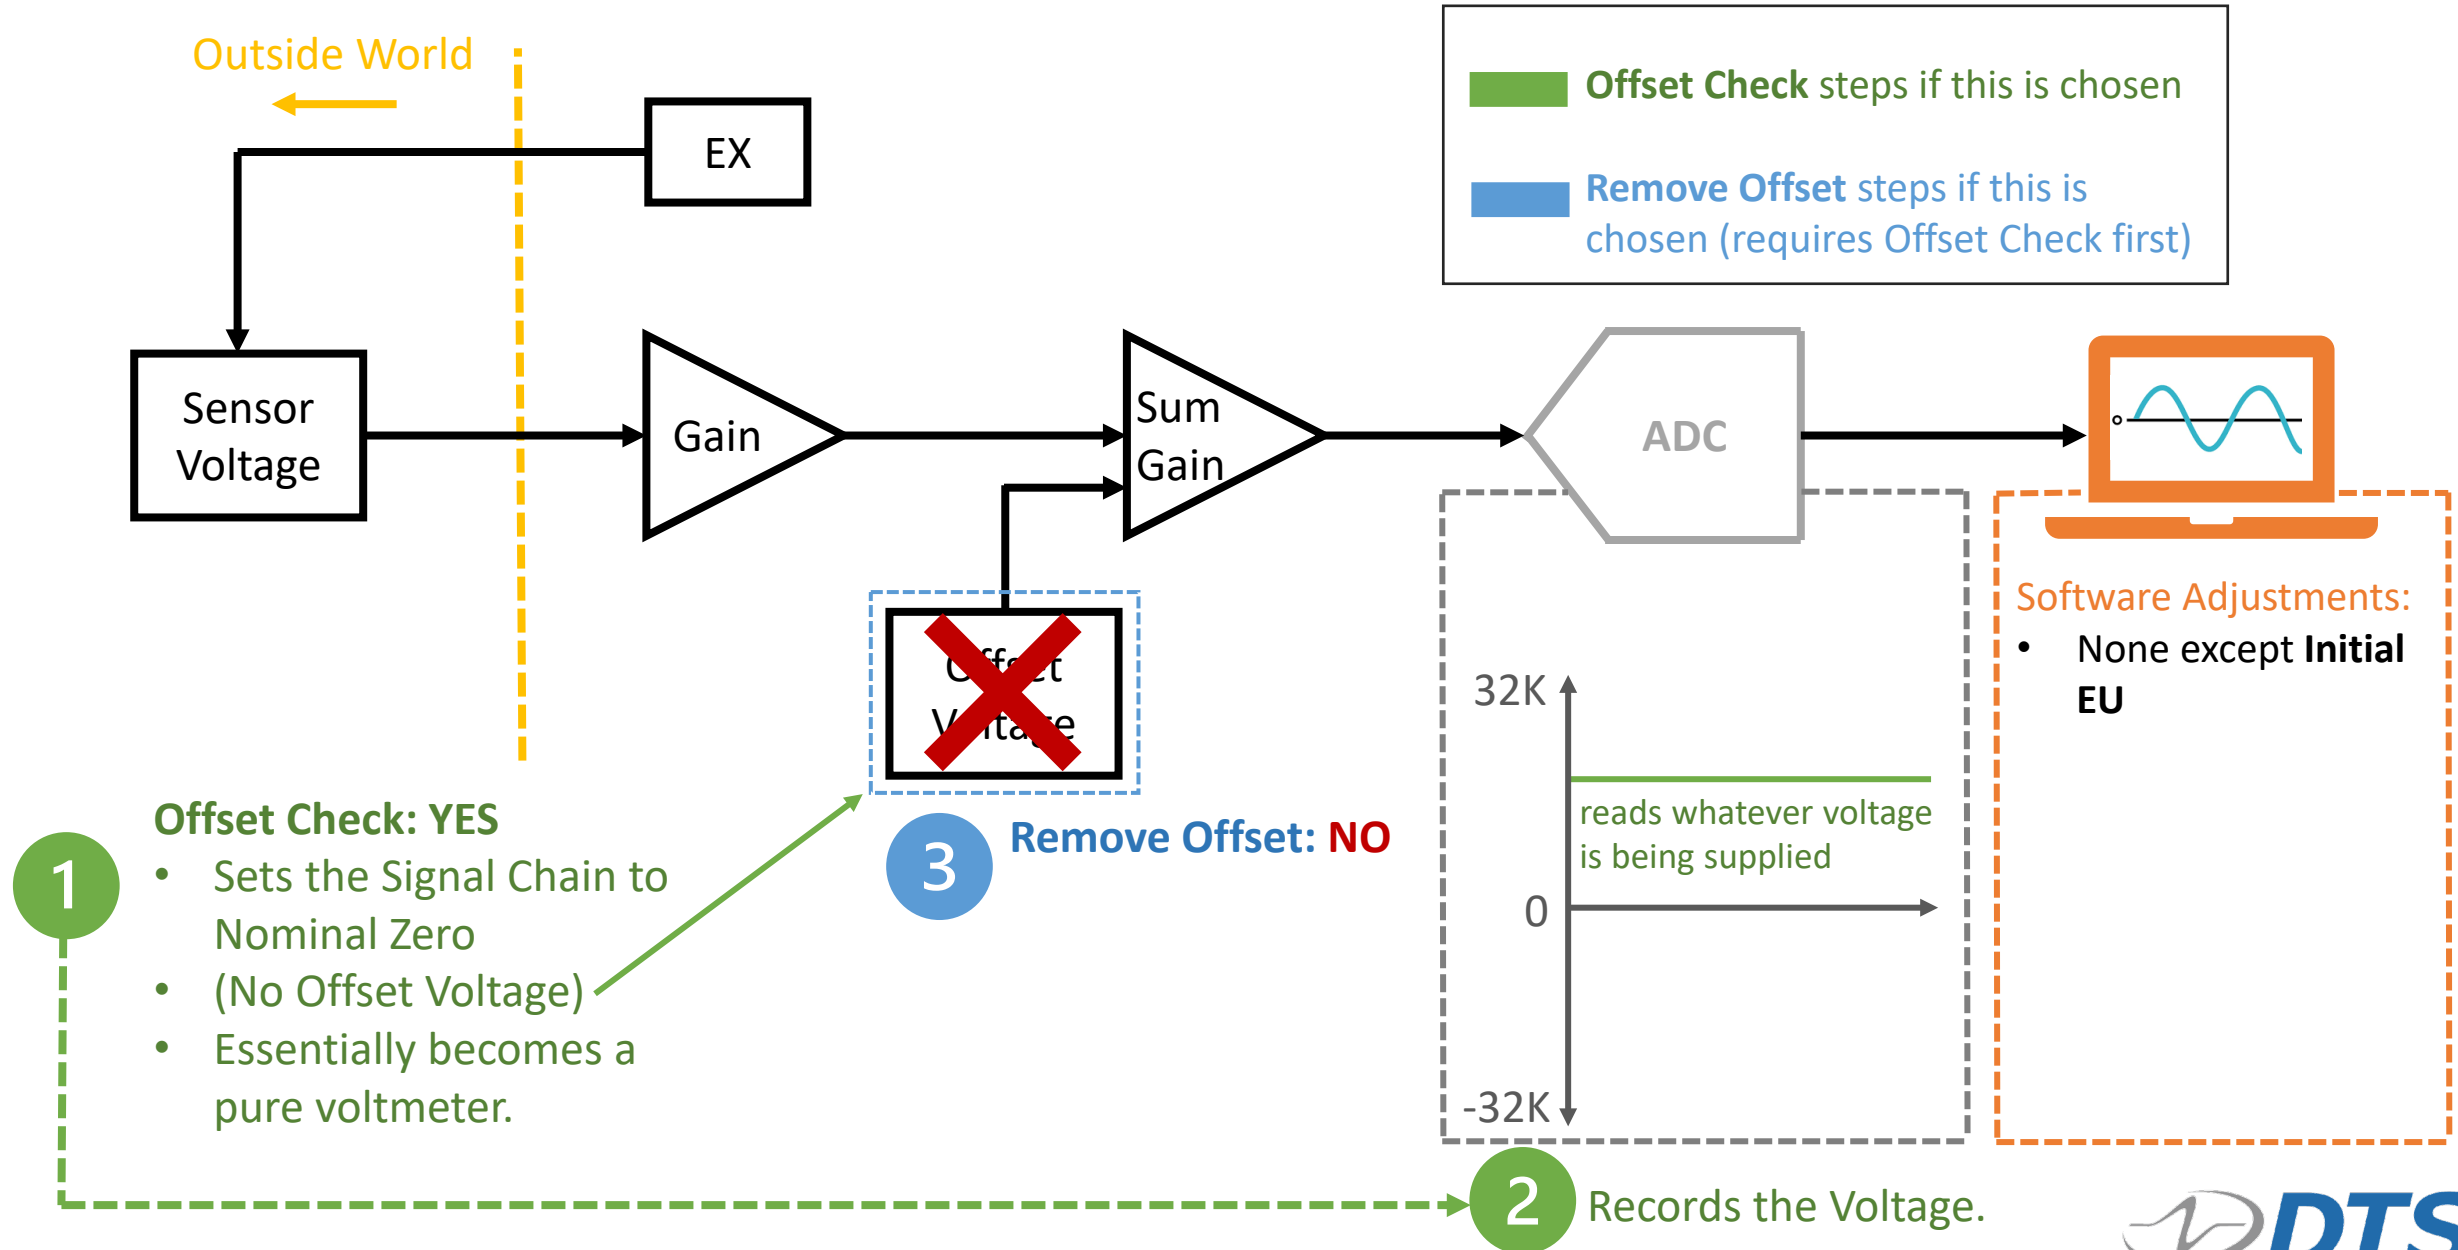 Outside World
EX
Offset Check steps if this is chosen
Remove Offset steps if this is
chosen (requires Offset Check first)
Sensor
Voltage
Gain
Sum
Gain
ADC
Offset
Voltage
Software Adjustments:
• None except Initial
EU
32K
reads whatever voltage
is being supplied
0
-32K
1
Offset Check: YES
• Sets the Signal Chain to
Nominal Zero
• (No Offset Voltage)
• Essentially becomes a
pure voltmeter.
3
Remove Offset: NO
2
Records the Voltage.
DTS